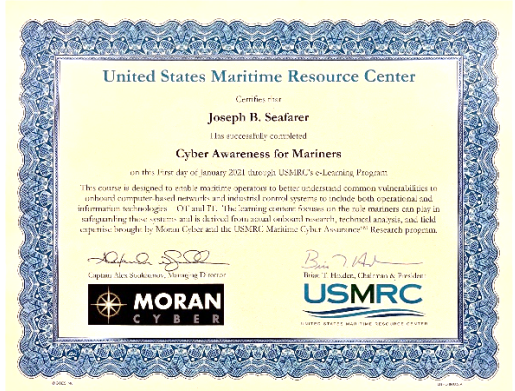 United States Maritime Resource Center
Certifies that
Joseph B. Seafarer
Has successfully completed
Cyber Awareness for Mariners
on this First day of January 2021 through USMRC's e-Learning Program
This course is designed to enable maritime operators to better understand common vulnerabilities to
onboard computer-based networks and industrial control systems to include both operational and
information technologies - OT and IT. The learning content focuses on the role mariners can play in
safeguarding these systems and is derived from actual onboard research, technical analysis, and field
expertise brought by Moran Cyber and the USMRC Maritime Cyber Assurance™ Research program.
Captain Alex Managing Director
Brian T. Holden, Chairman & President
MORAN
CYBER
USMRC
UNITED STATES MARITIME RESOURCE CENTER